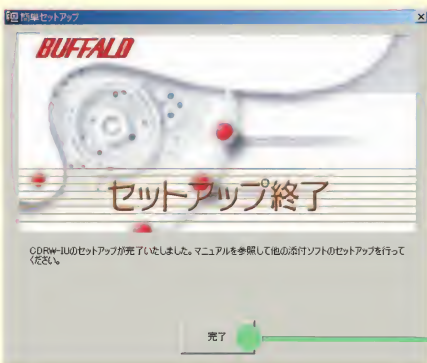 簡単セットアップ
BUFFALO
セットアップ終了
CDRW-IUのセットアップが完了いたしました。マニュアルを参照して他の添付ソフトのセットアップを行って
ください。
完了